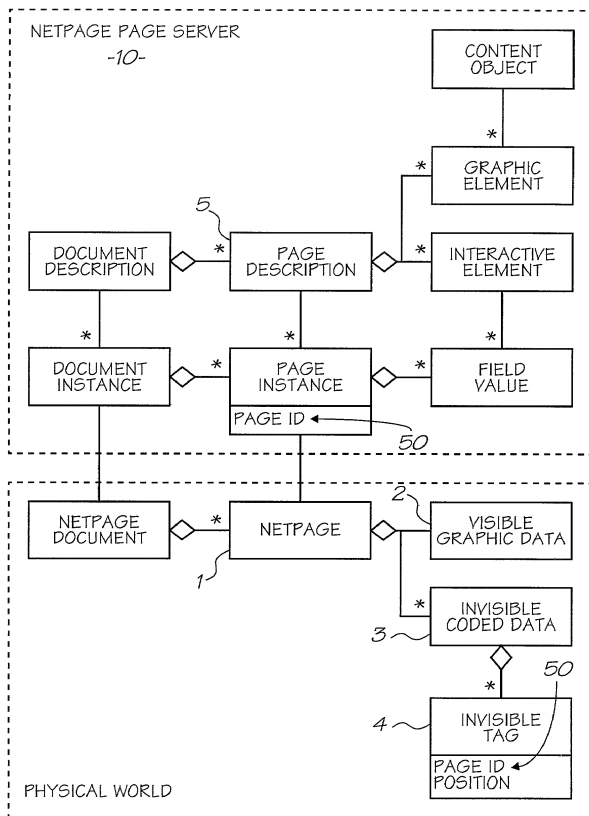 NETPAGE PAGE SERVER
-10-
CONTENT
OBJECT
*
*
GRAPHIC
ELEMENT
5
DOCUMENT
DESCRIPTION
*
PAGE
DESCRIPTION
*
INTERACTIVE
ELEMENT
*
*
*
DOCUMENT
INSTANCE
*
PAGE
INSTANCE
*
FIELD
VALUE
PAGE ID
50
NETPAGE
DOCUMENT
*
NETPAGE
1
2
VISIBLE
GRAPHIC DATA
*
INVISIBLE
CODED DATA
3
50
*
4
INVISIBLE
TAG
PAGE ID
POSITION
PHYSICAL WORLD